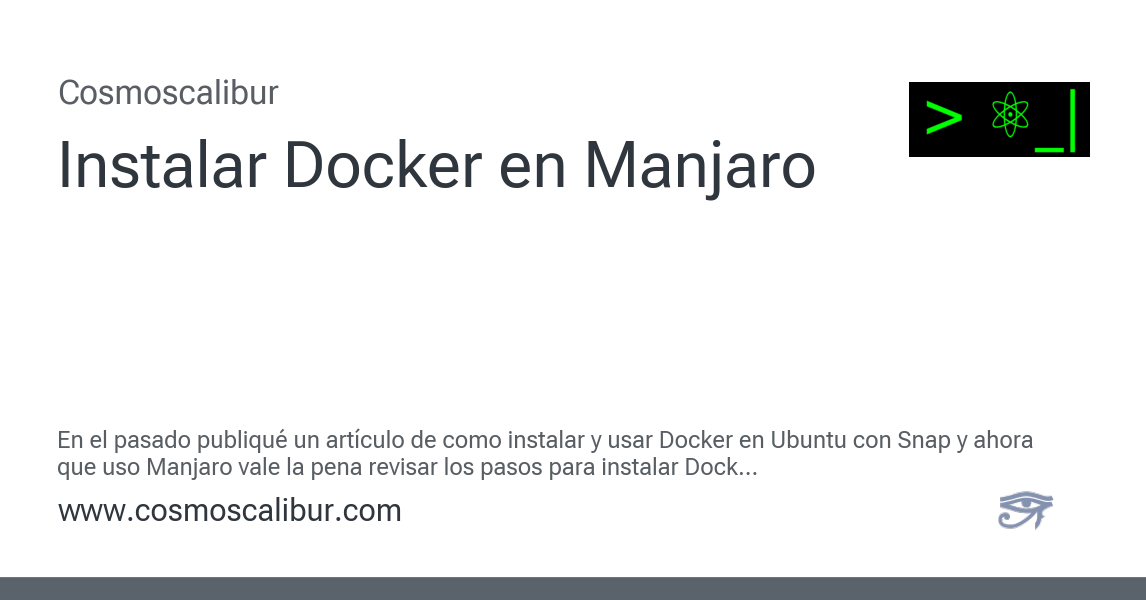 Cosmoscalibur
Instalar Docker en Manjaro
> ⚛ _|
En el pasado publiqué un artículo de como instalar y usar Docker en Ubuntu con Snap y ahora
que uso Manjaro vale la pena revisar los pasos para instalar Dock...
www.cosmoscalibur.com